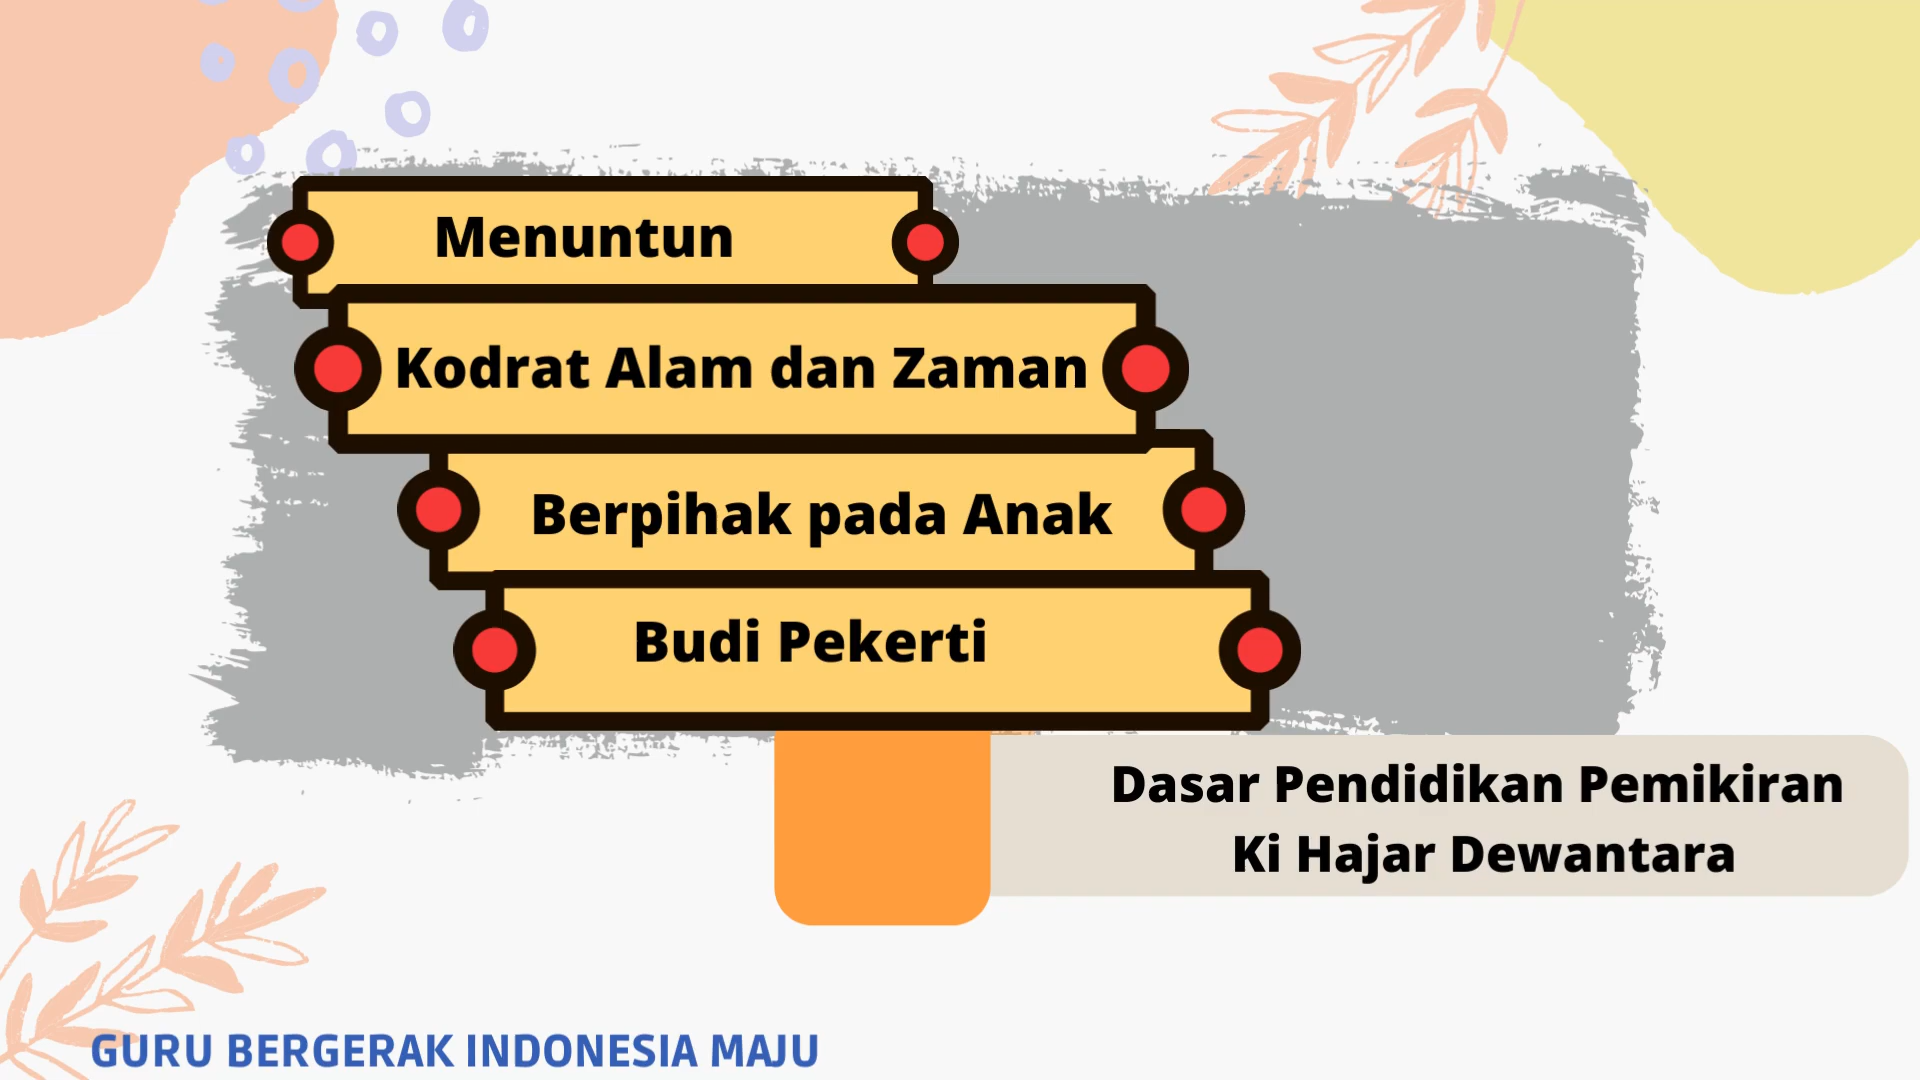 Menuntun
Kodrat Alam dan Zaman
Berpihak pada Anak
Budi Pekerti
Dasar Pendidikan Pemikiran
Ki Hajar Dewantara
GURU BERGERAK INDONESIA MAJU